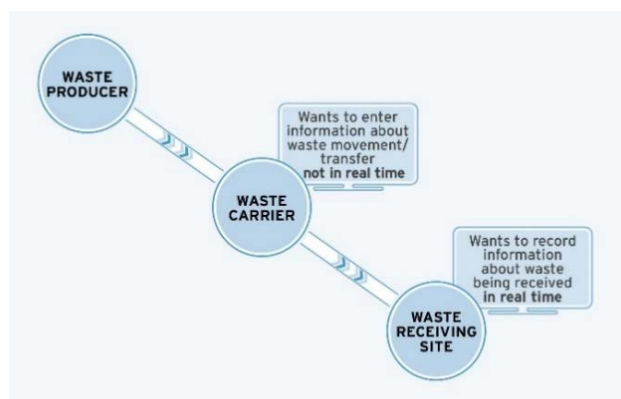 WASTE
PRODUCER
Wants to enter
information about
waste movement/
transfer
not in real time
WASTE
CARRIER
Wants to record
information
about waste
being received
in real time
WASTE
RECEIVING
SITE